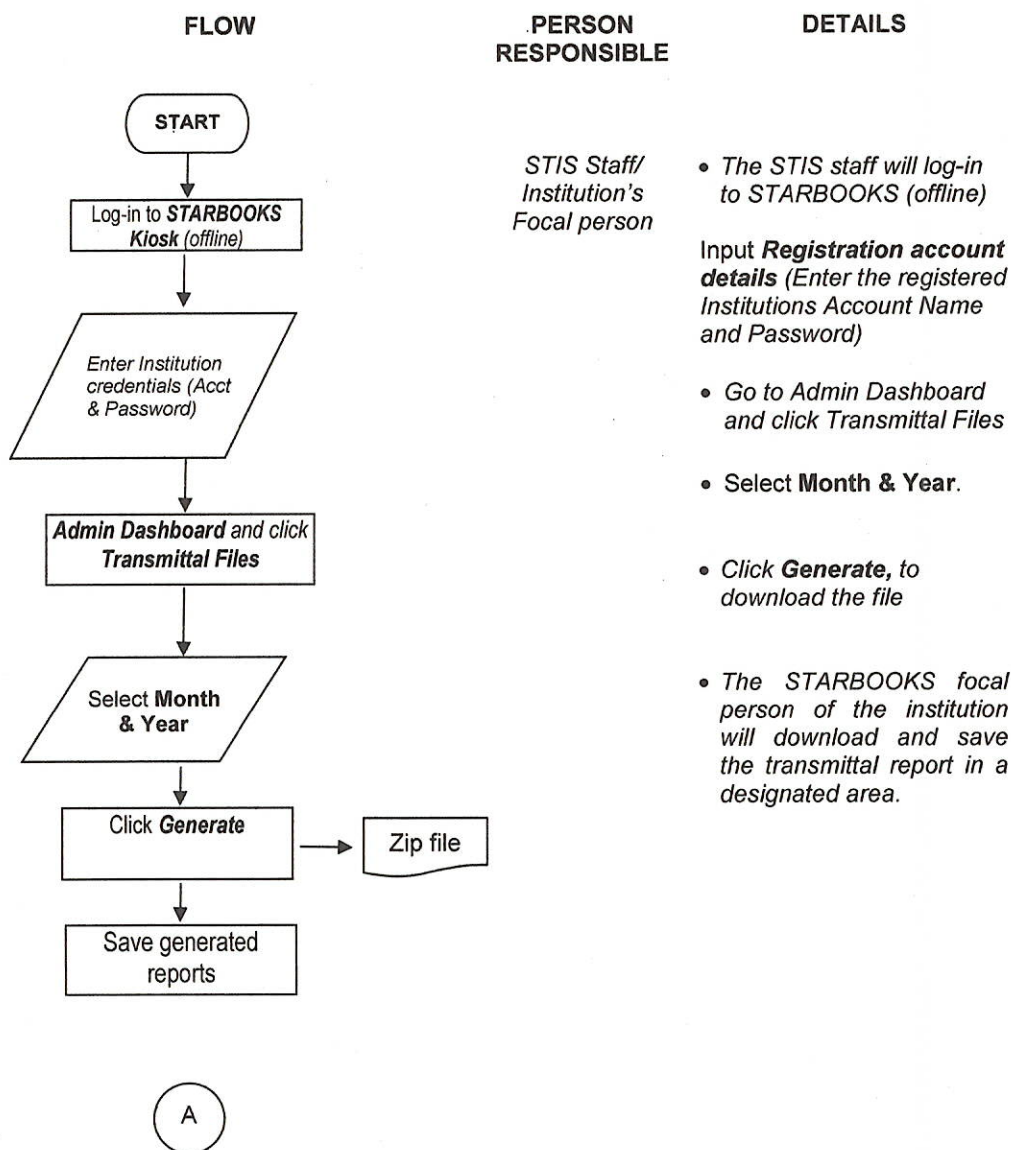 FLOW
PERSON
RESPONSIBLE
DETAILS
START
Log-in to STARBOOKS
Kiosk (offline)
Enter Institution
credentials (Acct
& Password)
Admin Dashboard and click
Transmittal Files
Select Month
& Year
Click Generate
Zip file
Save generated
reports
A
STIS Staff/
Institution's
Focal person
• The STIS staff will log-in
to STARBOOKS (offline)
Input Registration account
details (Enter the registered
Institutions Account Name
and Password)
• Go to Admin Dashboard
and click Transmittal Files
• Select Month & Year.
• Click Generate, to
download the file
• The STARBOOKS focal
person of the institution
will download and save
the transmittal report in a
designated area.